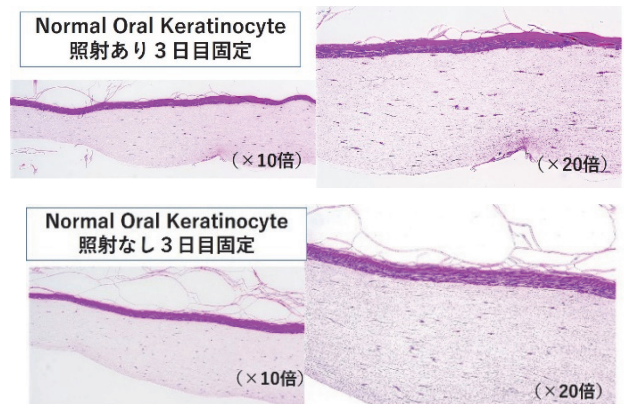 Normal Oral Keratinocyte
照射あり３日目固定
（×10倍）
（×20倍）
Normal Oral Keratinocyte
照射なし３日目固定
（×10倍）
（×20倍）